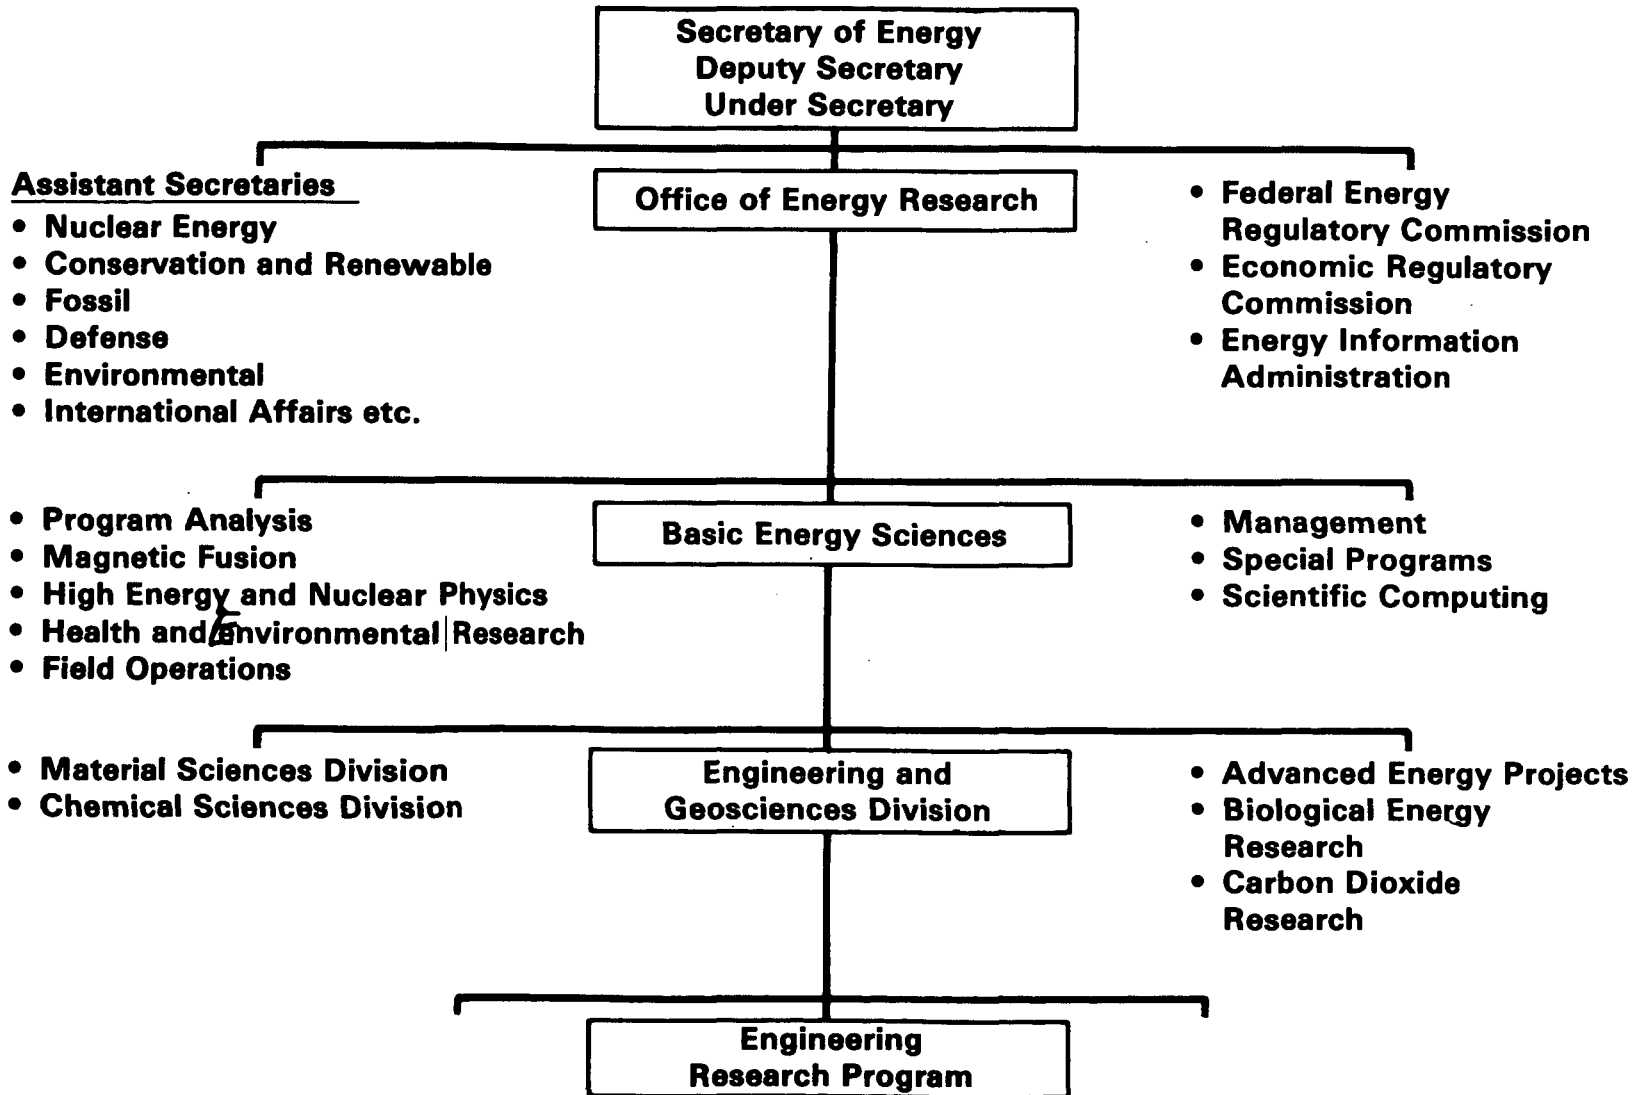 Secretary of Energy
Deputy Secretary
Under Secretary
Assistant Secretaries
• Nuclear Energy
• Conservation and Renewable
• Fossil
• Defense
• Environmental
• International Affairs etc.
Office of Energy Research
• Federal Energy
Regulatory Commission
• Economic Regulatory
Commission
• Energy Information
Administration
• Program Analysis
• Magnetic Fusion
• High Energy and Nuclear Physics
• Health and Environmental Research
• Field Operations
Basic Energy Sciences
• Management
• Special Programs
• Scientific Computing
• Material Sciences Division
• Chemical Sciences Division
Engineering and
Geosciences Division
• Advanced Energy Projects
• Biological Energy
Research
• Carbon Dioxide
Research
Engineering
Research Program